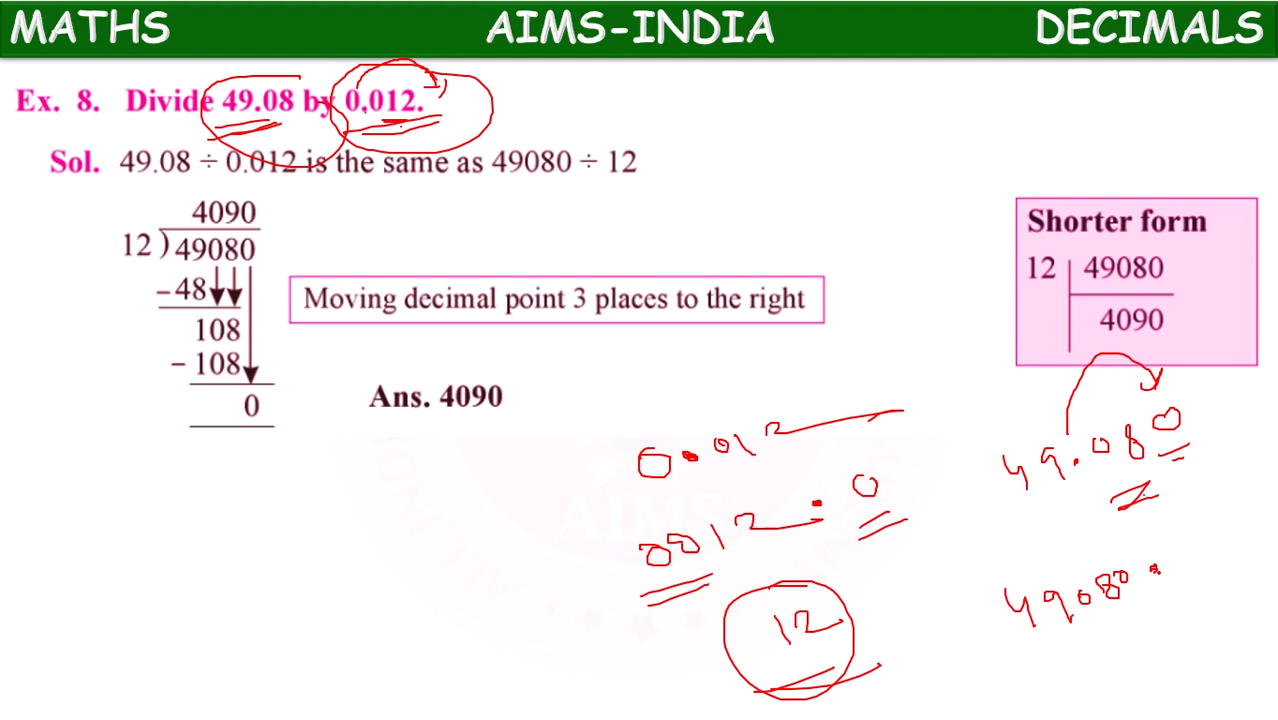 MATHS AIMS-INDIA DECIMALS
Ex. 8. Divide 49.08 by 0.012.
Sol. 49.08 ÷ 0.012 is the same as 49080 ÷ 12
4090
12 ) 49080
– 48
108
– 108
0
Moving decimal point 3 places to the right
Ans. 4090
Shorter form
12 49080
4090
0.012
49.080
0012.0
49080.
12
AIMS